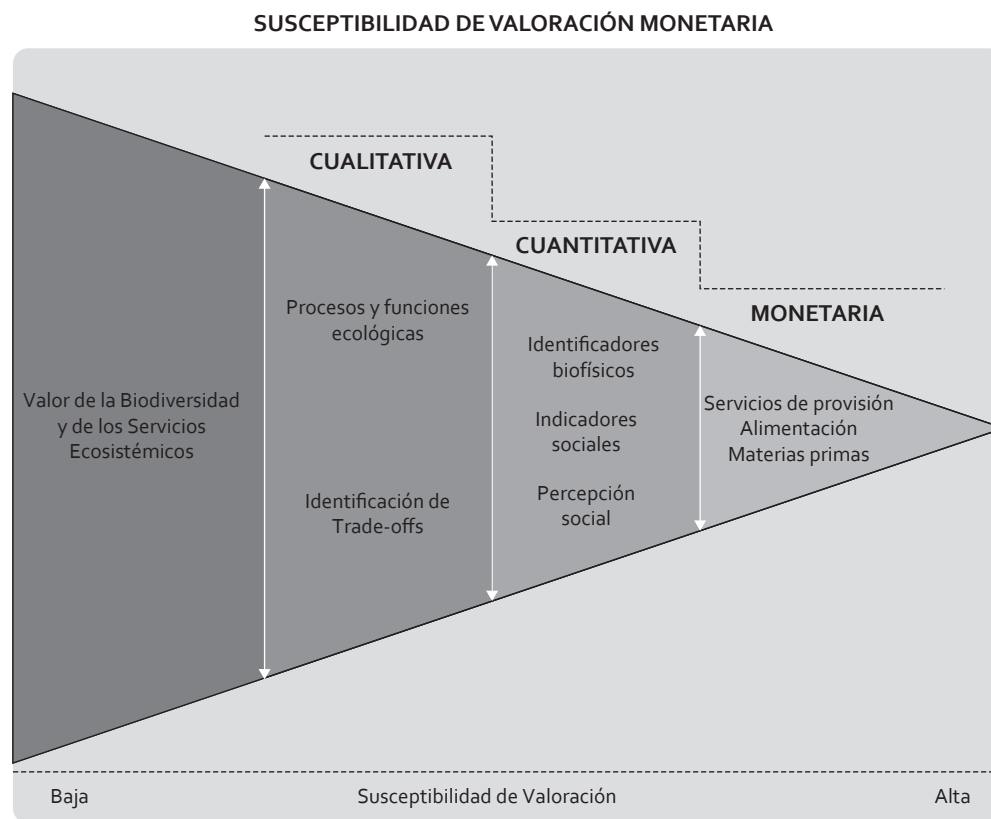 SUSCEPTIBILIDAD DE VALORACIÓN MONETARIA
CUALITATIVA
CUANTITATIVA
MONETARIA
Valor de la Biodiversidad
y de los Servicios
Ecosistémicos
Procesos y funciones
ecológicas
Identificación de
Trade-offs
Identificadores
biofísicos
Indicadores
sociales
Percepción
social
Servicios de provisión
Alimentación
Materias primas
Baja
Susceptibilidad de Valoración
Alta